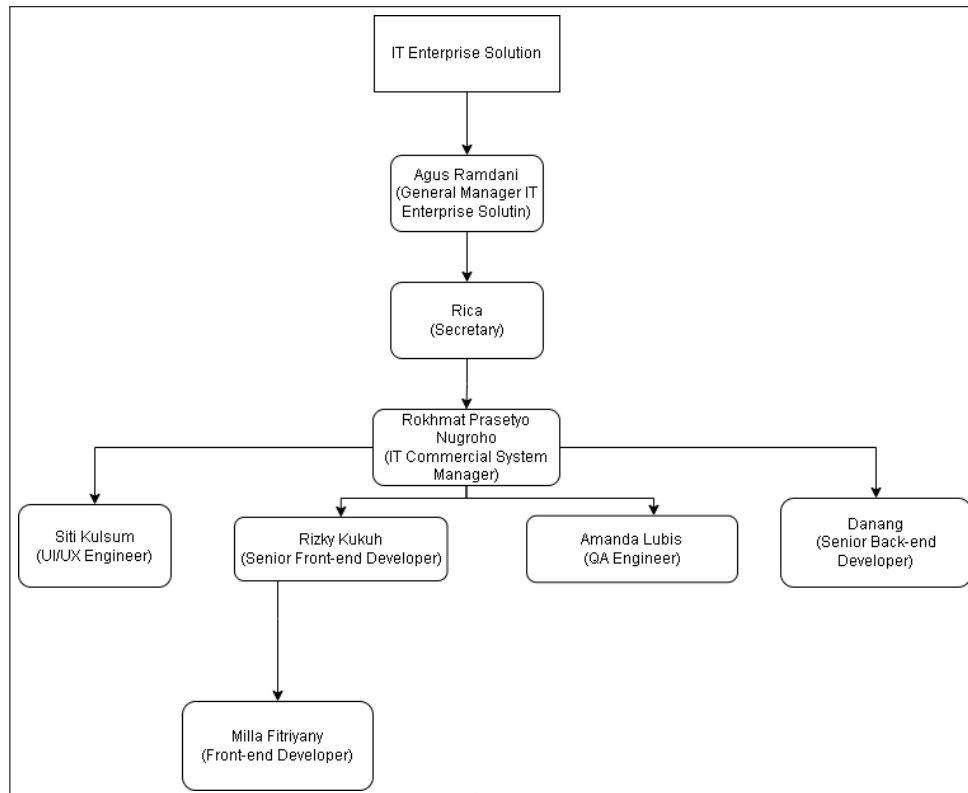 IT Enterprise Solution
Agus Ramdani
(General Manager IT
Enterprise Solutin)
Rica
(Secretary)
Rokhmat Prasetyo
Nugroho
(IT Commercial System
Manager)
Siti Kulsum
(UI/UX Engineer)
Rizky Kukuh
(Senior Front-end Developer)
Amanda Lubis
(QA Engineer)
Danang
(Senior Back-end
Developer)
Milla Fitriyany
(Front-end Developer)